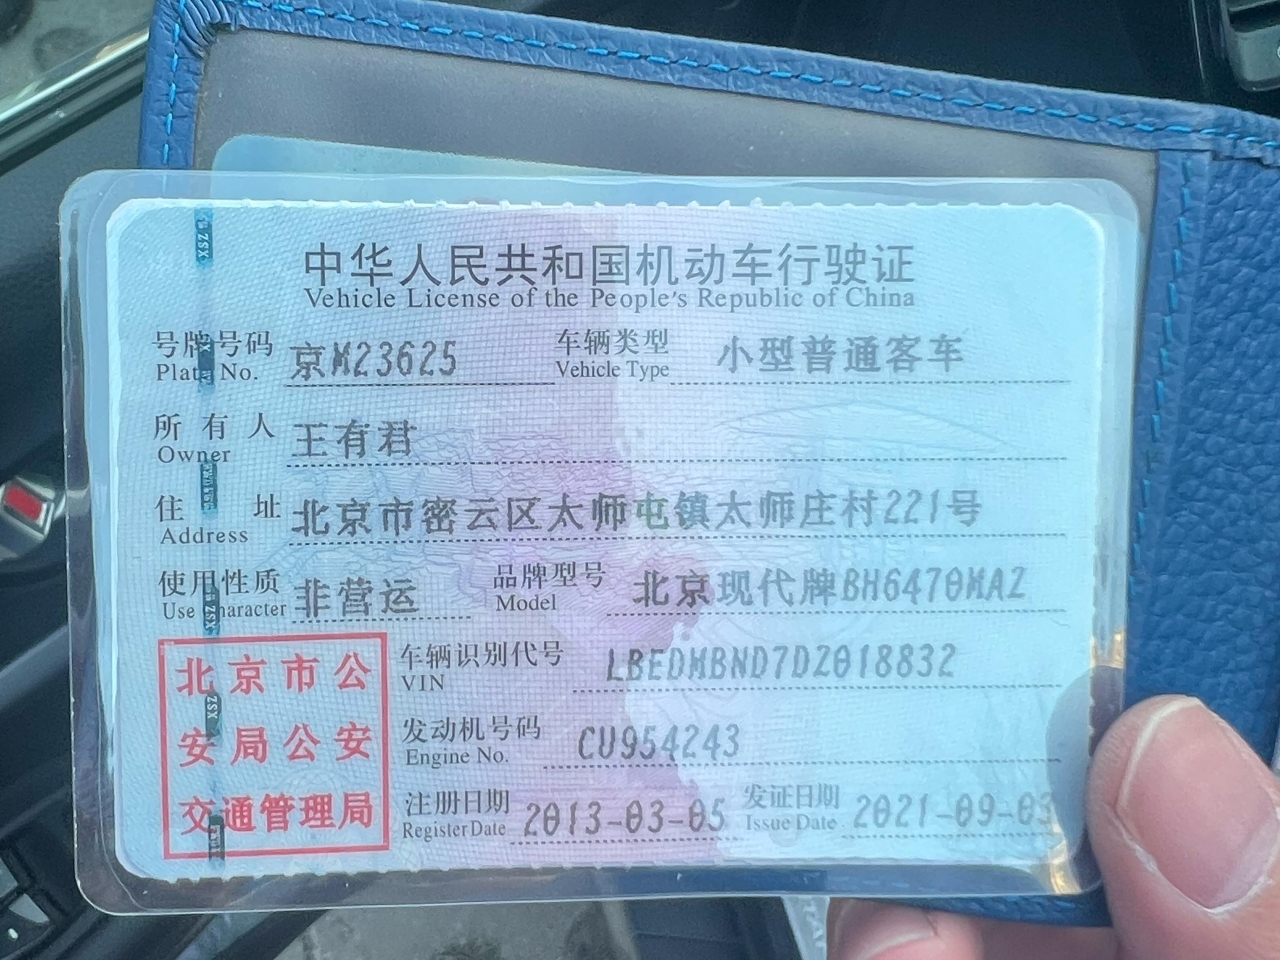 中华人民共和国机动车行驶证
Vehicle License of the People's Republic of China
号牌号码 京M23625 车辆类型 小型普通客车
Plate No. Vehicle Type
所有人 王有君
Owner
住址 北京市密云区太师屯镇太师庄村221号
Address
使用性质 非营运 品牌型号 北京现代牌BH6470MAZ
Use Character Model
北京市公
安局公安
交通管理局
车辆识别代号 LBEDMBND7DZ018832
VIN
发动机号码 CU954243
Engine No.
注册日期 2013-03-05 发证日期 2021-09-03
Register Date Issue Date